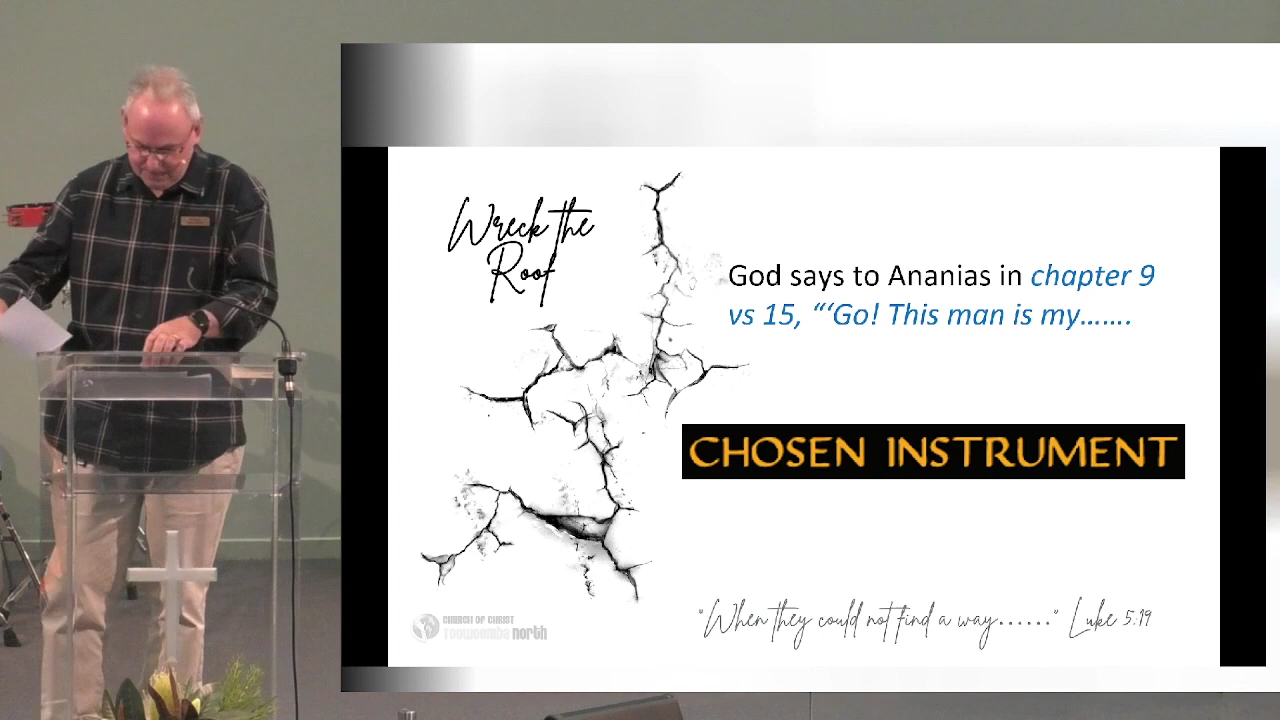 Wreck the
Roof
God says to Ananias in chapter 9
vs 15, “‘Go! This man is my…….
CHOSEN INSTRUMENT
CHURCH OF CHRIST
TOOWOOMBA NORTH
"When they could not find a way......" Luke 5:19